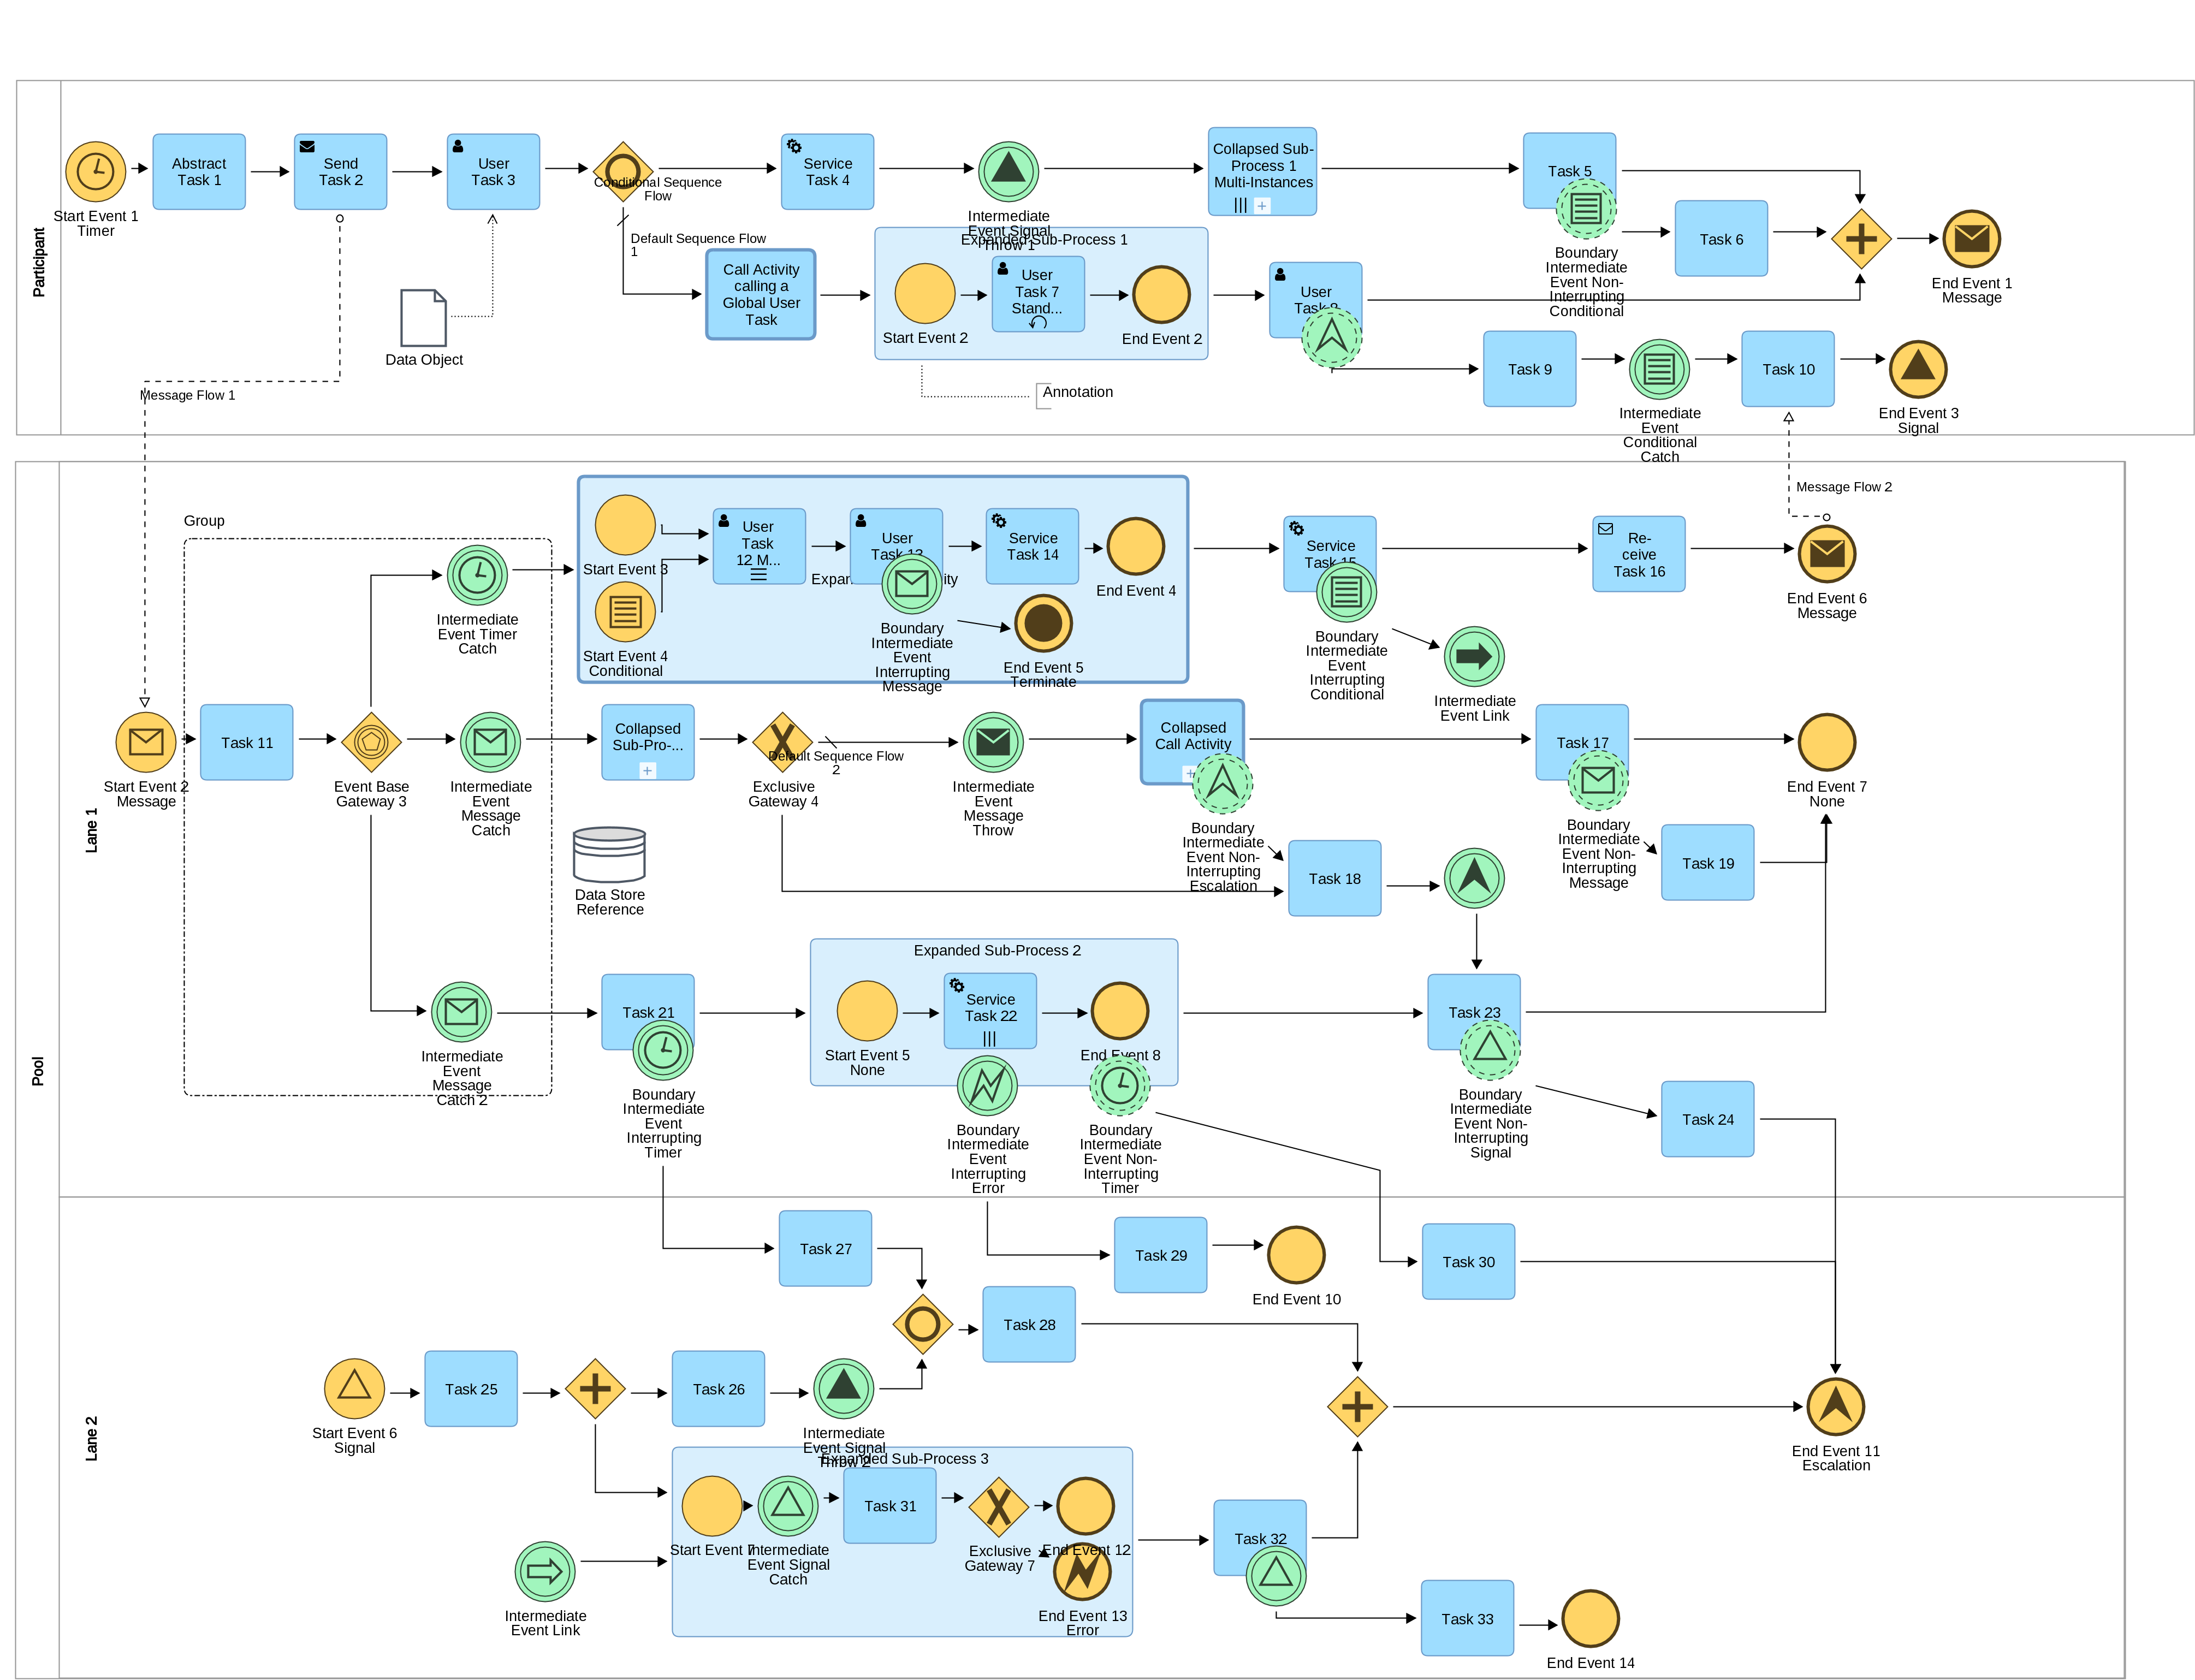 Participant
Start Event 1
Timer
Abstract
Task 1
Send
Task 2
User
Task 3
Conditional Sequence
Flow
Default Sequence Flow
1
Service
Task 4
Intermediate
Event Signal
Throw 1
Collapsed Sub-
Process 1
Multi-Instances
Task 5
Boundary
Intermediate
Event Non-
Interrupting
Conditional
Task 6
End Event 1
Message
Data Object
Call Activity
calling a
Global User
Task
Expanded Sub-Process 1
Start Event 2
User
Task 7
Stand...
End Event 2
User
Task 8
Annotation
Task 9
Intermediate
Event
Conditional
Catch
Task 10
End Event 3
Signal
Message Flow 1
Message Flow 2
Pool
Lane 1
Group
Start Event 2
Message
Task 11
Event Base
Gateway 3
Intermediate
Event Timer
Catch
Intermediate
Event
Message
Catch
Intermediate
Event
Message
Catch 2
Start Event 3
Start Event 4
Conditional
User
Task
12 M...
User
Task 13
Service
Task 14
End Event 4
Boundary
Intermediate
Event
Interrupting
Message
End Event 5
Terminate
Service
Task 15
Boundary
Intermediate
Event
Interrupting
Conditional
Intermediate
Event Link
Re-
ceive
Task 16
End Event 6
Message
Collapsed
Sub-Pro-...
Exclusive
Gateway 4
Default Sequence Flow
2
Intermediate
Event
Message
Throw
Collapsed
Call Activity
Boundary
Intermediate
Event Non-
Interrupting
Escalation
Task 17
Boundary
Intermediate
Event Non-
Interrupting
Message
Task 18
Task 19
End Event 7
None
Data Store
Reference
Task 21
Boundary
Intermediate
Event
Interrupting
Timer
Expanded Sub-Process 2
Start Event 5
None
Service
Task 22
End Event 8
Boundary
Intermediate
Event
Interrupting
Error
Boundary
Intermediate
Event Non-
Interrupting
Timer
Task 23
Boundary
Intermediate
Event Non-
Interrupting
Signal
Task 24
Lane 2
Task 27
Task 28
Task 29
End Event 10
Task 30
Start Event 6
Signal
Task 25
Task 26
Intermediate
Event Signal
Throw 2
Expanded Sub-Process 3
Start Event 7
Intermediate
Event Signal
Catch
Task 31
Exclusive
Gateway 7
End Event 12
End Event 13
Error
Intermediate
Event Link
Task 32
Task 33
End Event 14
End Event 11
Escalation